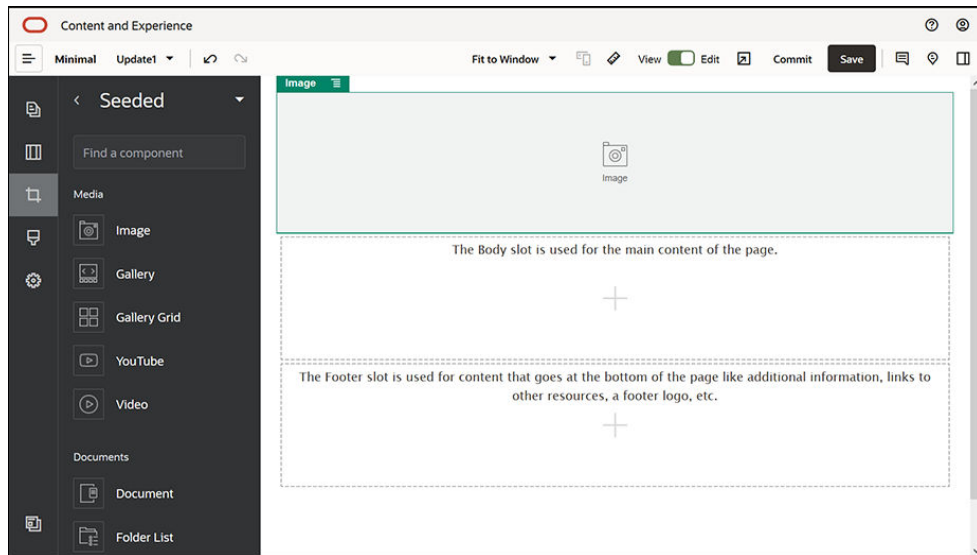 Content and Experience
Minimal Update1
Fit to Window View Edit Commit Save
Seeded
Find a component
Media
Image
Gallery
Gallery Grid
YouTube
Video
Documents
Document
Folder List
Image
Image
The Body slot is used for the main content of the page.
The Footer slot is used for content that goes at the bottom of the page like additional information, links to
other resources, a footer logo, etc.